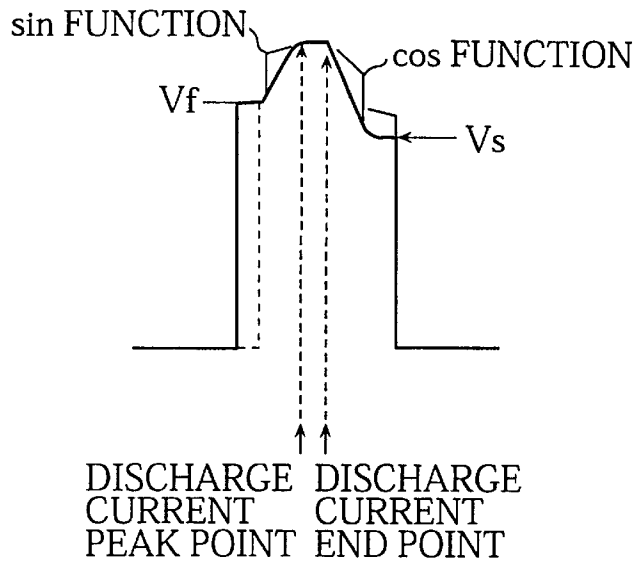 sin FUNCTION
cos FUNCTION
Vf
Vs
DISCHARGE
CURRENT
PEAK POINT
DISCHARGE
CURRENT
END POINT